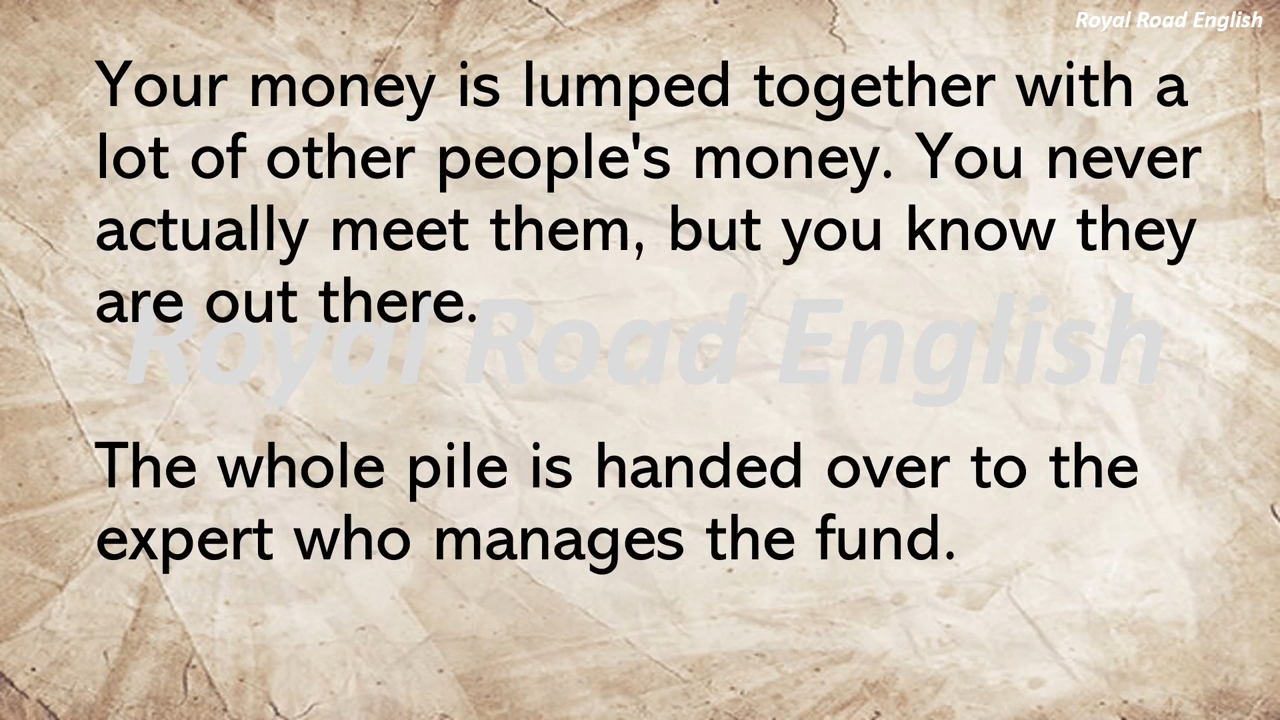 Royal Road English
Your money is lumped together with a
lot of other people's money. You never
actually meet them, but you know they
are out there.
Royal Road English
The whole pile is handed over to the
expert who manages the fund.